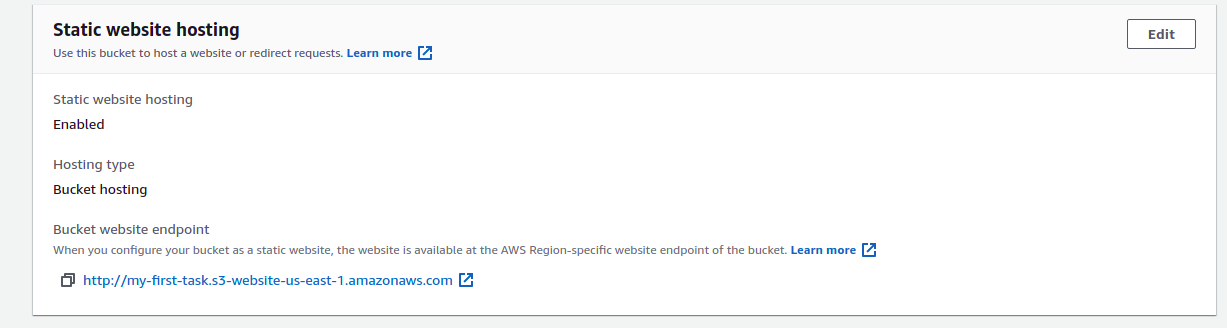 Static website hosting
Edit
Use this bucket to host a website or redirect requests. Learn more
Static website hosting
Enabled
Hosting type
Bucket hosting
Bucket website endpoint
When you configure your bucket as a static website, the website is available at the AWS Region-specific website endpoint of the bucket. Learn more
http://my-first-task.s3-website-us-east-1.amazonaws.com